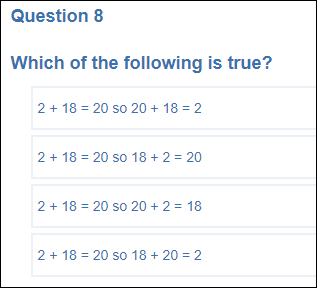 Question 8
Which of the following is true?
2 + 18 = 20 so 20 + 18 = 2
2 + 18 = 20 so 18 + 2 = 20
2 + 18 = 20 so 20 + 2 = 18
2 + 18 = 20 so 18 + 20 = 2